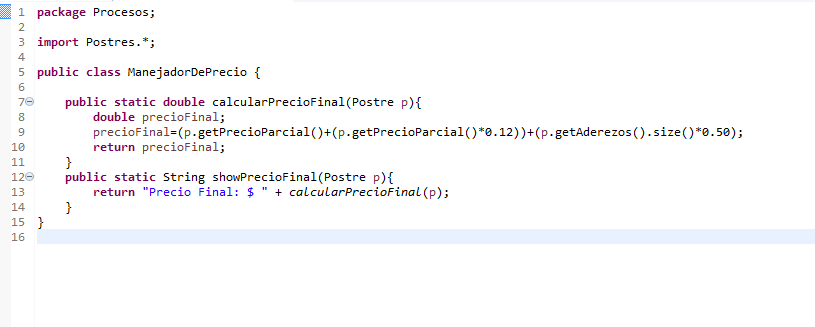 1 package Procesos;
2
3 import Postres.*;
4
5 public class ManejadorDePrecio {
6
7 public static double calcularPrecioFinal(Postre p){
8 double precioFinal;
9 precioFinal=(p.getPrecioParcial()+(p.getPrecioParcial()*0.12))+(p.getAderezos().size()*0.50);
10 return precioFinal;
11 }
12 public static String showPrecioFinal(Postre p){
13 return "Precio Final: $ " + calcularPrecioFinal(p);
14 }
15 }
16